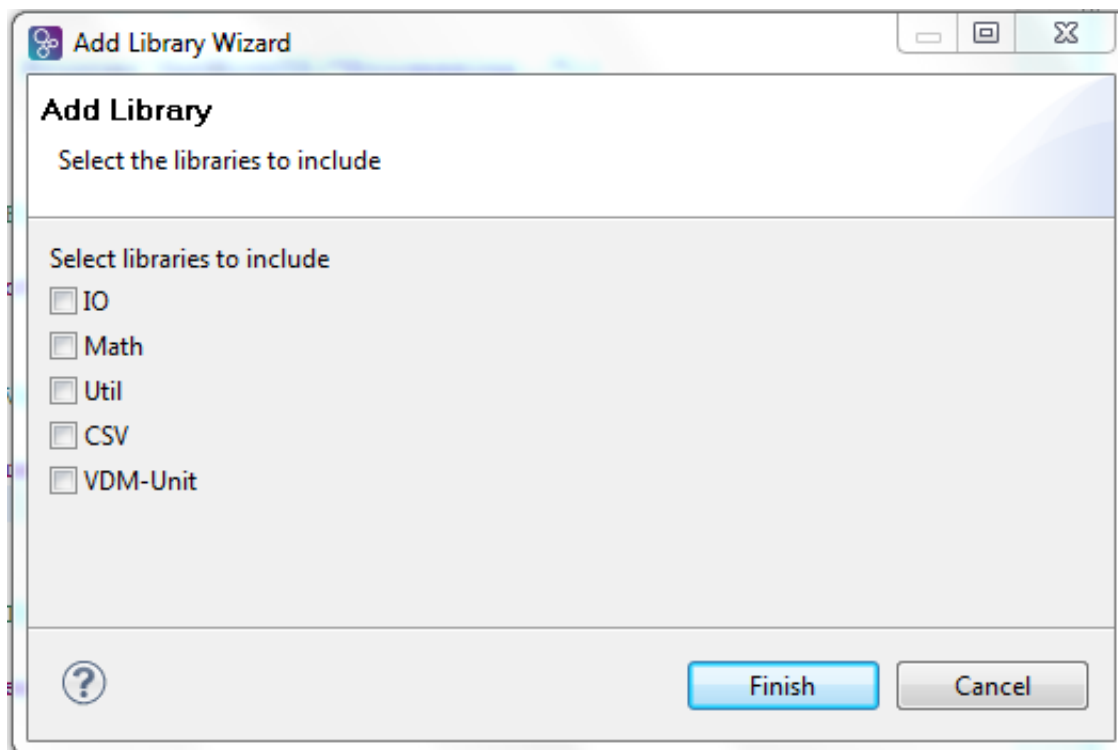 Add Library Wizard
Add Library
Select the libraries to include
Select libraries to include
IO
Math
Util
CSV
VDM-Unit
?
Finish
Cancel